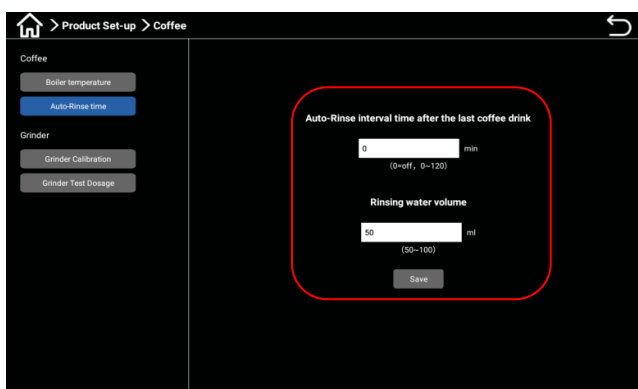 > Product Set-up > Coffee
Coffee
Boiler temperature
Auto-Rinse time
Grinder
Grinder Calibration
Grinder Test Dosage
Auto-Rinse interval time after the last coffee drink
0 min
(0=off, 0~120)
Rinsing water volume
50 ml
(50~100)
Save